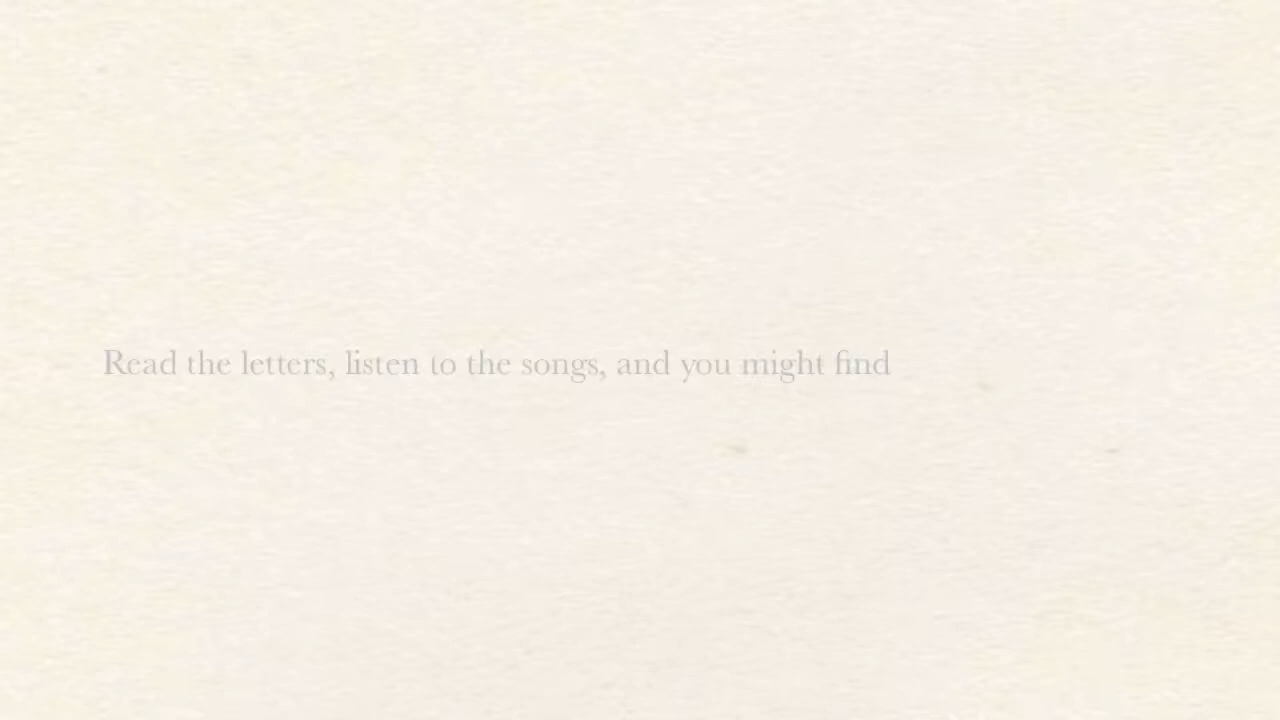 Read the letters, listen to the songs, and you might find